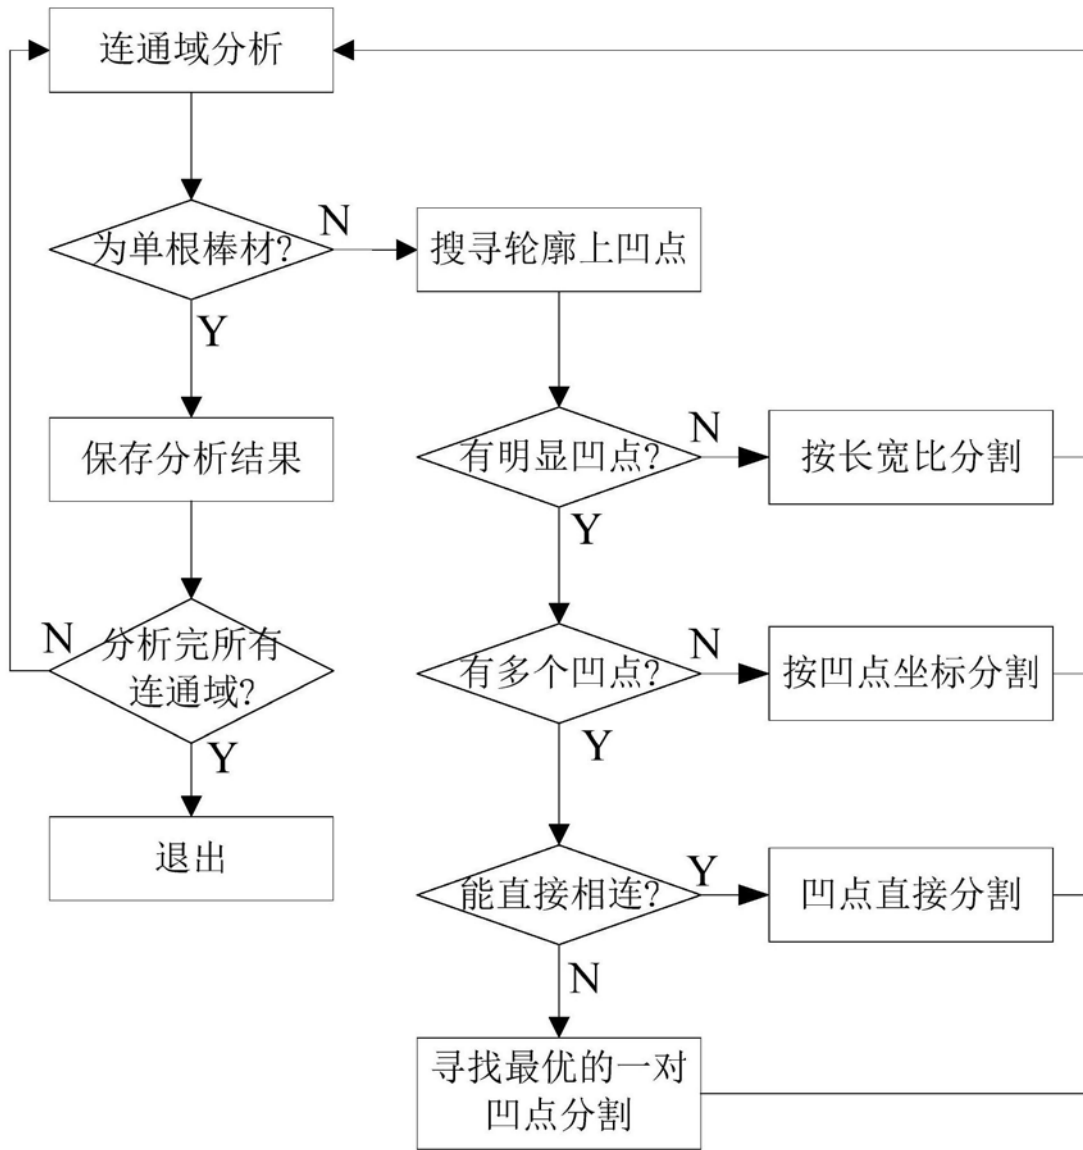 连通域分析
为单根棒材?
N
搜寻轮廓上凹点
Y
保存分析结果
有明显凹点?
N
按长宽比分割
Y
N
分析完所有
连通域?
Y
退出
有多个凹点?
N
按凹点坐标分割
Y
能直接相连?
Y
凹点直接分割
N
寻找最优的一对
凹点分割